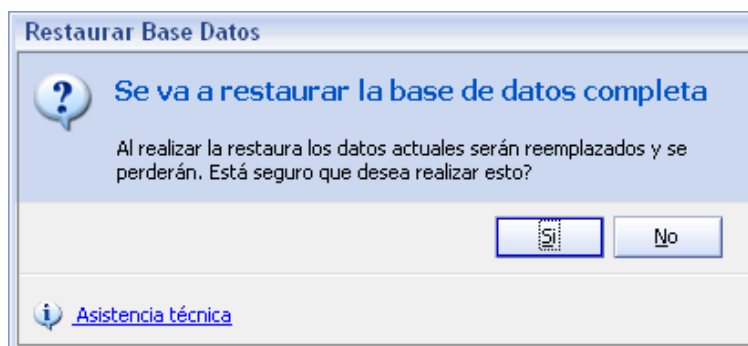 Restaurar Base Datos
Se va a restaurar la base de datos completa
Al realizar la restaura los datos actuales serán reemplazados y se
perderán. Está seguro que desea realizar esto?
Si No
Asistencia técnica